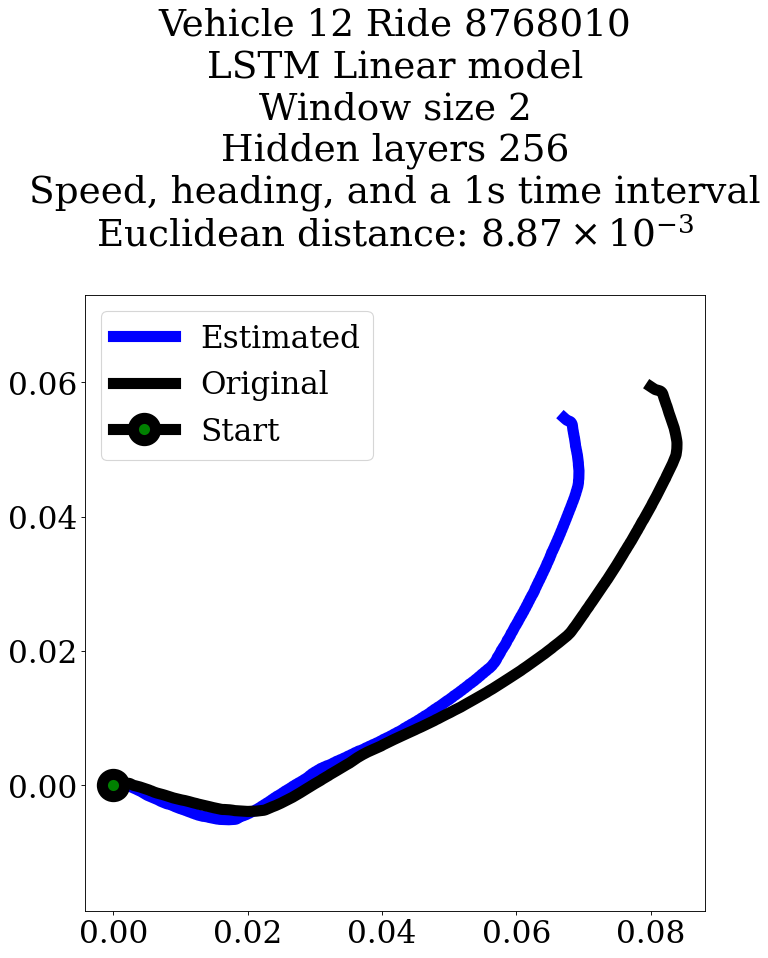 Vehicle 12 Ride 8768010
LSTM Linear model
Window size 2
Hidden layers 256
Speed, heading, and a 1s time interval
Euclidean distance: 8.87 × 10⁻³
Estimated
Original
Start
0.06
0.04
0.02
0.00
0.00 0.02 0.04 0.06 0.08